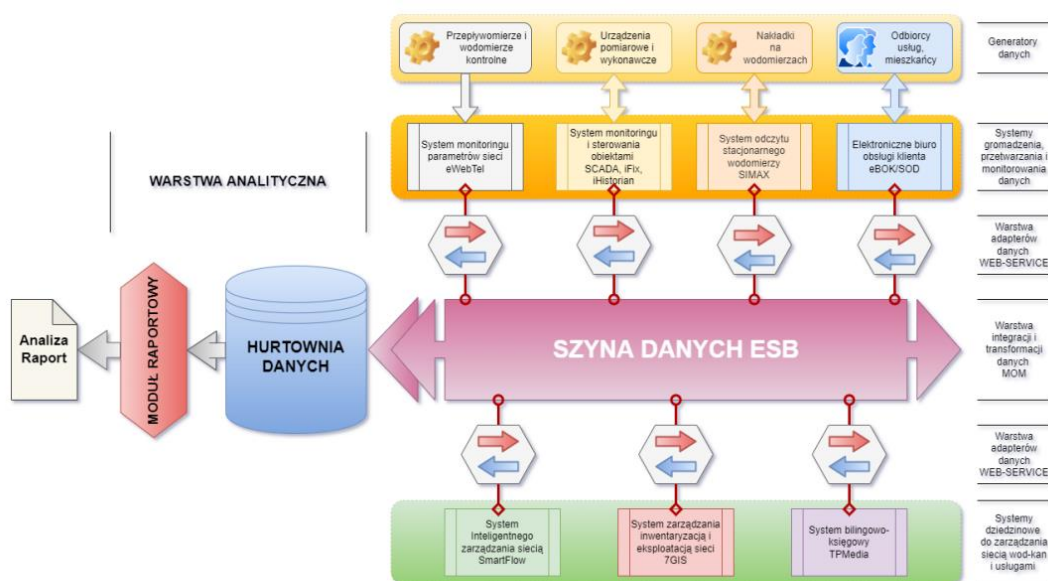 Przepływomierze i
wodomierze
kontrolne
Urządzenia
pomiarowe i
wykonawcze
Nakładki
na
wodomierzach
Odbiorcy
usług,
mieszkańcy
Generatory
danych
System monitoringu
parametrów sieci
eWebTel
System monitoringu
i sterowania
obiektami
SCADA, iFix,
iHistorian
System odczytu
stacjonarnego
wodomierzy
SIMAX
Elektroniczne biuro
obsługi klienta
eBOK/SOD
Systemy
gromadzenia,
przetwarzania i
monitorowania
danych
WARSTWA ANALITYCZNA
Warstwa
adapterów
danych
WEB-SERVICE
Analiza
Raport
MODUŁ RAPORTOWY
HURTOWNIA
DANYCH
SZYNA DANYCH ESB
Warstwa
integracji i
transformacji
danych
MOM
Warstwa
adapterów
danych
WEB-SERVICE
System
Inteligentnego
zarządzania siecią
SmartFlow
System zarządzania
inwentaryzacją i
eksploatacją sieci
7GIS
System bilingowo-
księgowy
TPMedia
Systemy
dziedzinowe
do zarządzania
siecią wod-kan
i usługami